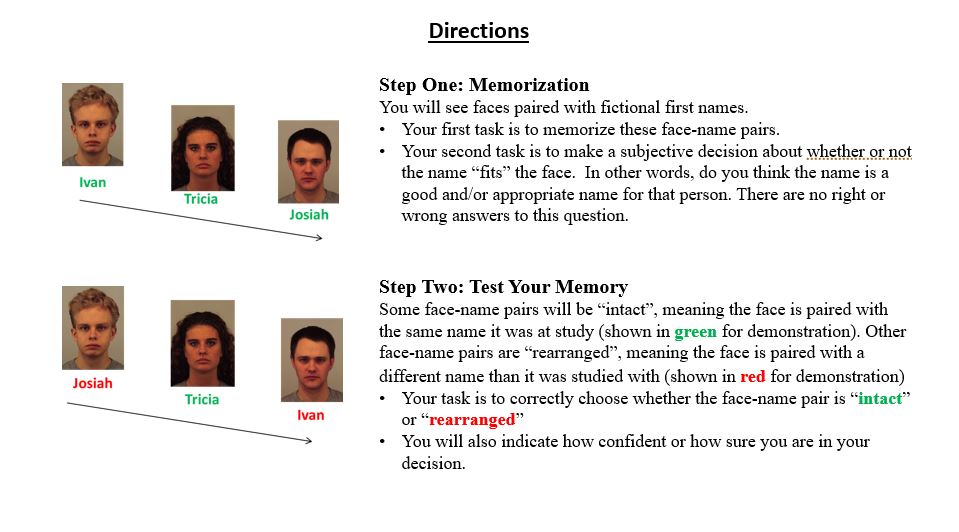 Directions
Ivan
Tricia
Josiah
Step One: Memorization
You will see faces paired with fictional first names.
• Your first task is to memorize these face-name pairs.
• Your second task is to make a subjective decision about whether or not
the name “fits” the face.  In other words, do you think the name is a
good and/or appropriate name for that person. There are no right or
wrong answers to this question.
Josiah
Tricia
Ivan
Step Two: Test Your Memory
Some face-name pairs will be “intact”, meaning the face is paired with
the same name it was at study (shown in green for demonstration). Other
face-name pairs are “rearranged”, meaning the face is paired with a
different name than it was studied with (shown in red for demonstration)
• Your task is to correctly choose whether the face-name pair is “intact”
or “rearranged”
• You will also indicate how confident or how sure you are in your
decision.